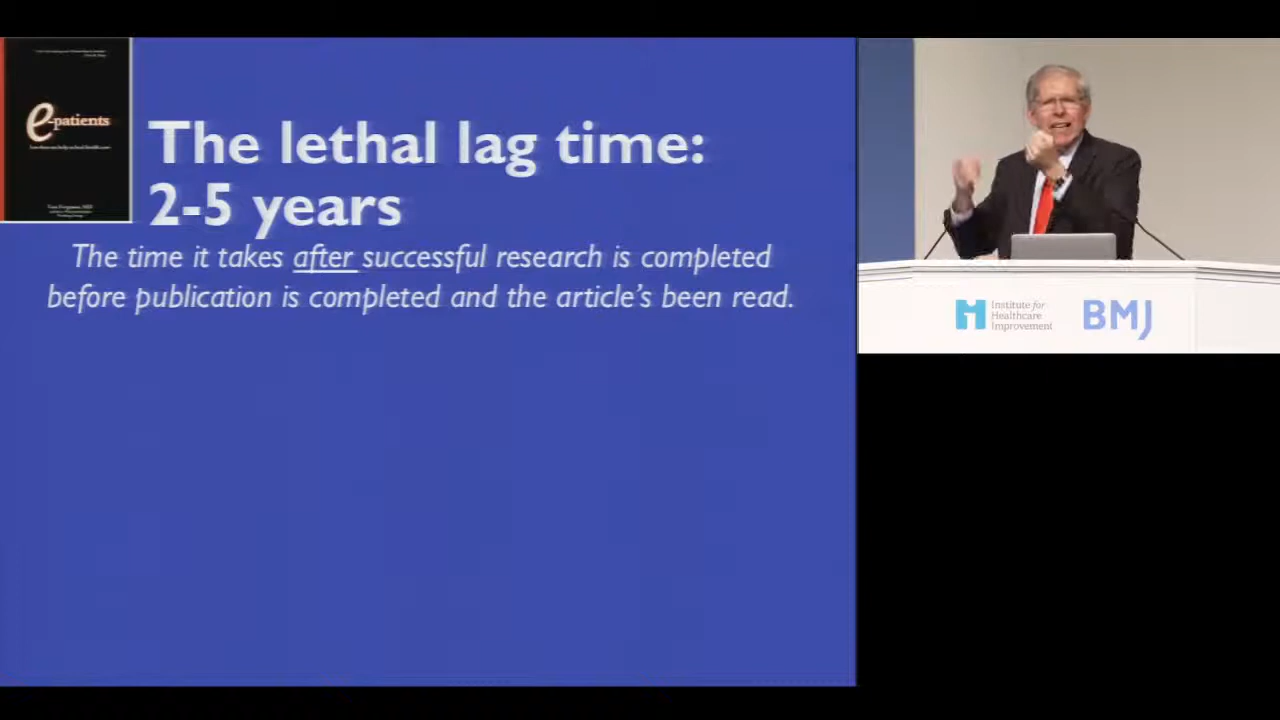 e-patients
The lethal lag time:
2-5 years
The time it takes after successful research is completed
before publication is completed and the article's been read.
Institute for
Healthcare
Improvement
BMJ